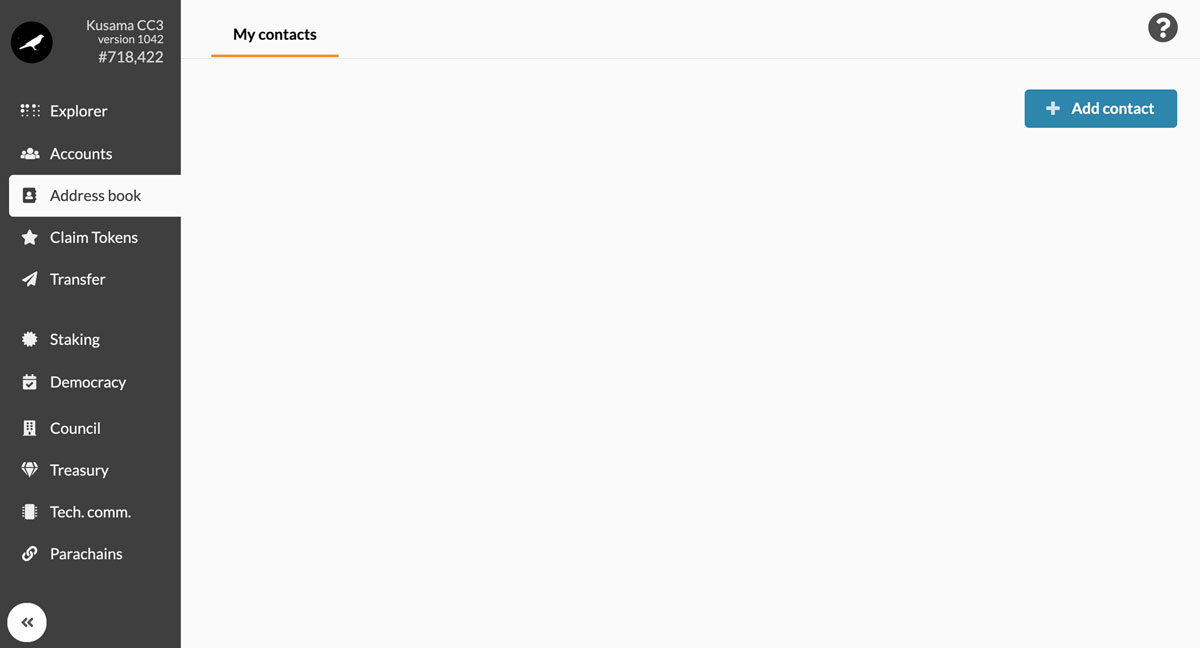 Kusama CC3
version 1042
#718,422
Explorer
Accounts
Address book
Claim Tokens
Transfer
Staking
Democracy
Council
Treasury
Tech. comm.
Parachains
My contacts
Add contact